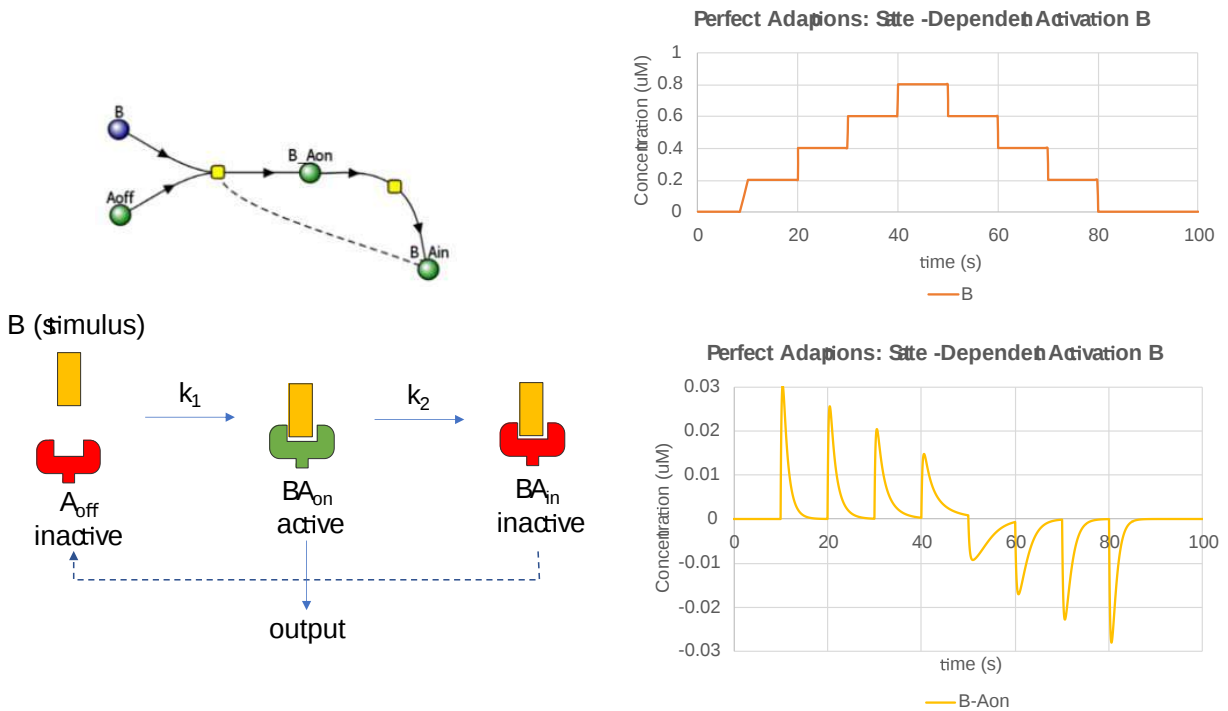 B
Aoff
B_Aon
B_Ain
B (stimulus)
k1
k2
Aoff
inactive
BAon
active
BAin
inactive
output
Perfect Adaptions: State -Dependent Activation B
Concentration (uM)
1
0.8
0.6
0.4
0.2
0
0 20 40 60 80 100
time (s)
B
Perfect Adaptions: State -Dependent Activation B
Concentration (uM)
0.03
0.02
0.01
0
-0.01
-0.02
-0.03
0 20 40 60 80 100
time (s)
B-Aon